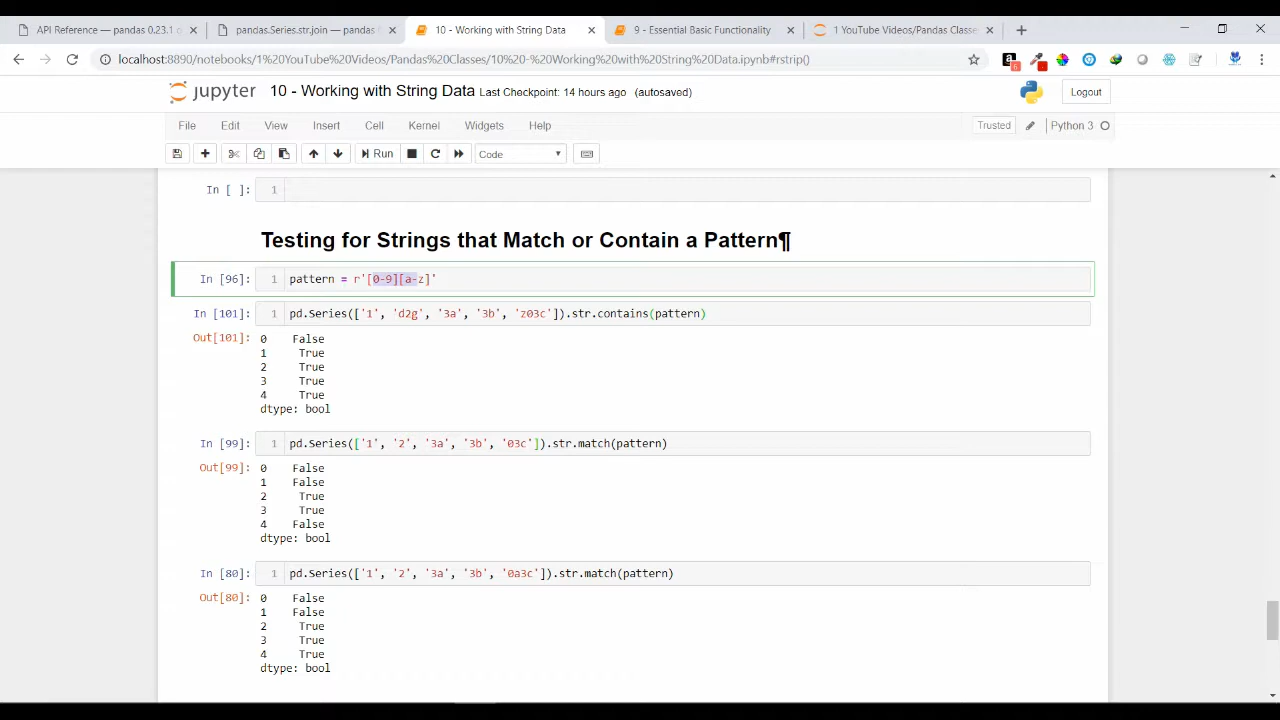 API Reference — pandas 0.23.1 d
pandas.Series.str.join — pandas
10 - Working with String Data
9 - Essential Basic Functionality
1 YouTube Videos/Pandas Classe
localhost:8890/notebooks/1%20YouTube%20Videos/Pandas%20Classes/10%20-%20Working%20with%20String%20Data.ipynb#rstrip()
jupyter 10 - Working with String Data Last Checkpoint: 14 hours ago (autosaved)
Logout
File Edit View Insert Cell Kernel Widgets Help
Trusted Python 3
Run Code
In [ ]: 1
Testing for Strings that Match or Contain a Pattern¶
In [96]: 1 pattern = r'[0-9][a-z]'
In [101]: 1 pd.Series(['1', 'd2g', '3a', '3b', 'z03c']).str.contains(pattern)
Out[101]: 0 False
1 True
2 True
3 True
4 True
dtype: bool
In [99]: 1 pd.Series(['1', '2', '3a', '3b', '03c']).str.match(pattern)
Out[99]: 0 False
1 False
2 True
3 True
4 False
dtype: bool
In [80]: 1 pd.Series(['1', '2', '3a', '3b', '0a3c']).str.match(pattern)
Out[80]: 0 False
1 False
2 True
3 True
4 True
dtype: bool